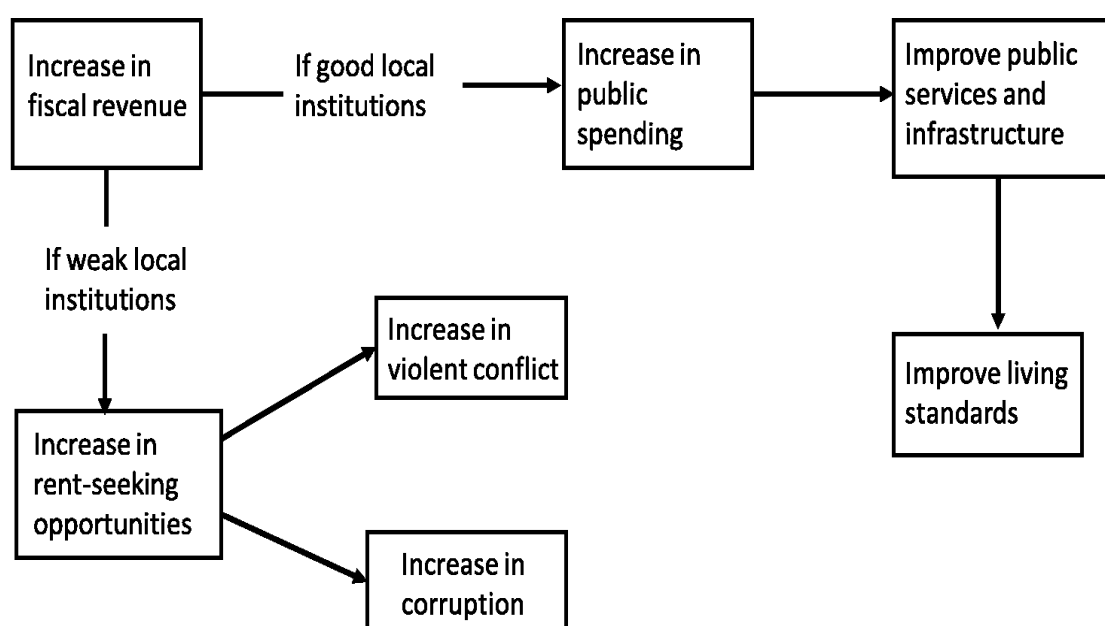 Increase in
fiscal revenue
If good local
institutions
Increase in
public
spending
Improve public
services and
infrastructure
If weak local
institutions
Increase in
violent conflict
Improve living
standards
Increase in
rent-seeking
opportunities
Increase in
corruption